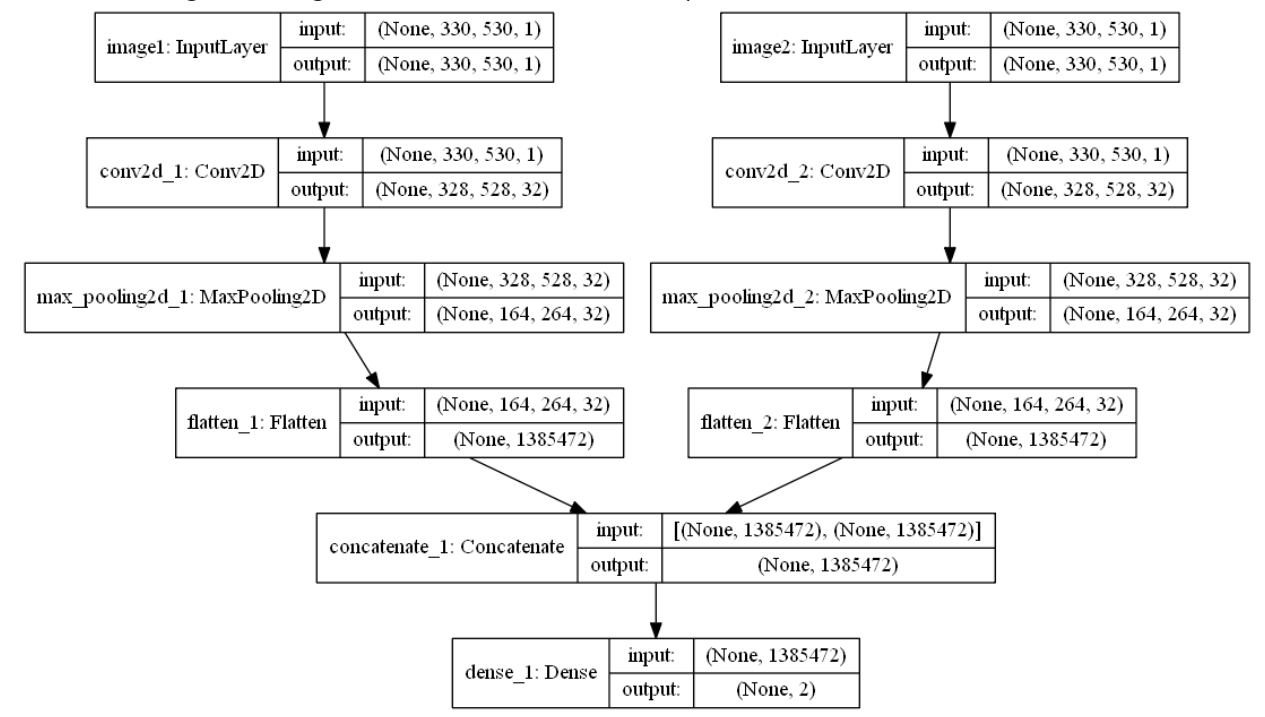 image1: InputLayer
input: (None, 330, 530, 1)
output: (None, 330, 530, 1)
image2: InputLayer
input: (None, 330, 530, 1)
output: (None, 330, 530, 1)
conv2d_1: Conv2D
input: (None, 330, 530, 1)
output: (None, 328, 528, 32)
conv2d_2: Conv2D
input: (None, 330, 530, 1)
output: (None, 328, 528, 32)
max_pooling2d_1: MaxPooling2D
input: (None, 328, 528, 32)
output: (None, 164, 264, 32)
max_pooling2d_2: MaxPooling2D
input: (None, 328, 528, 32)
output: (None, 164, 264, 32)
flatten_1: Flatten
input: (None, 164, 264, 32)
output: (None, 1385472)
flatten_2: Flatten
input: (None, 164, 264, 32)
output: (None, 1385472)
concatenate_1: Concatenate
input: [(None, 1385472), (None, 1385472)]
output: (None, 1385472)
dense_1: Dense
input: (None, 1385472)
output: (None, 2)